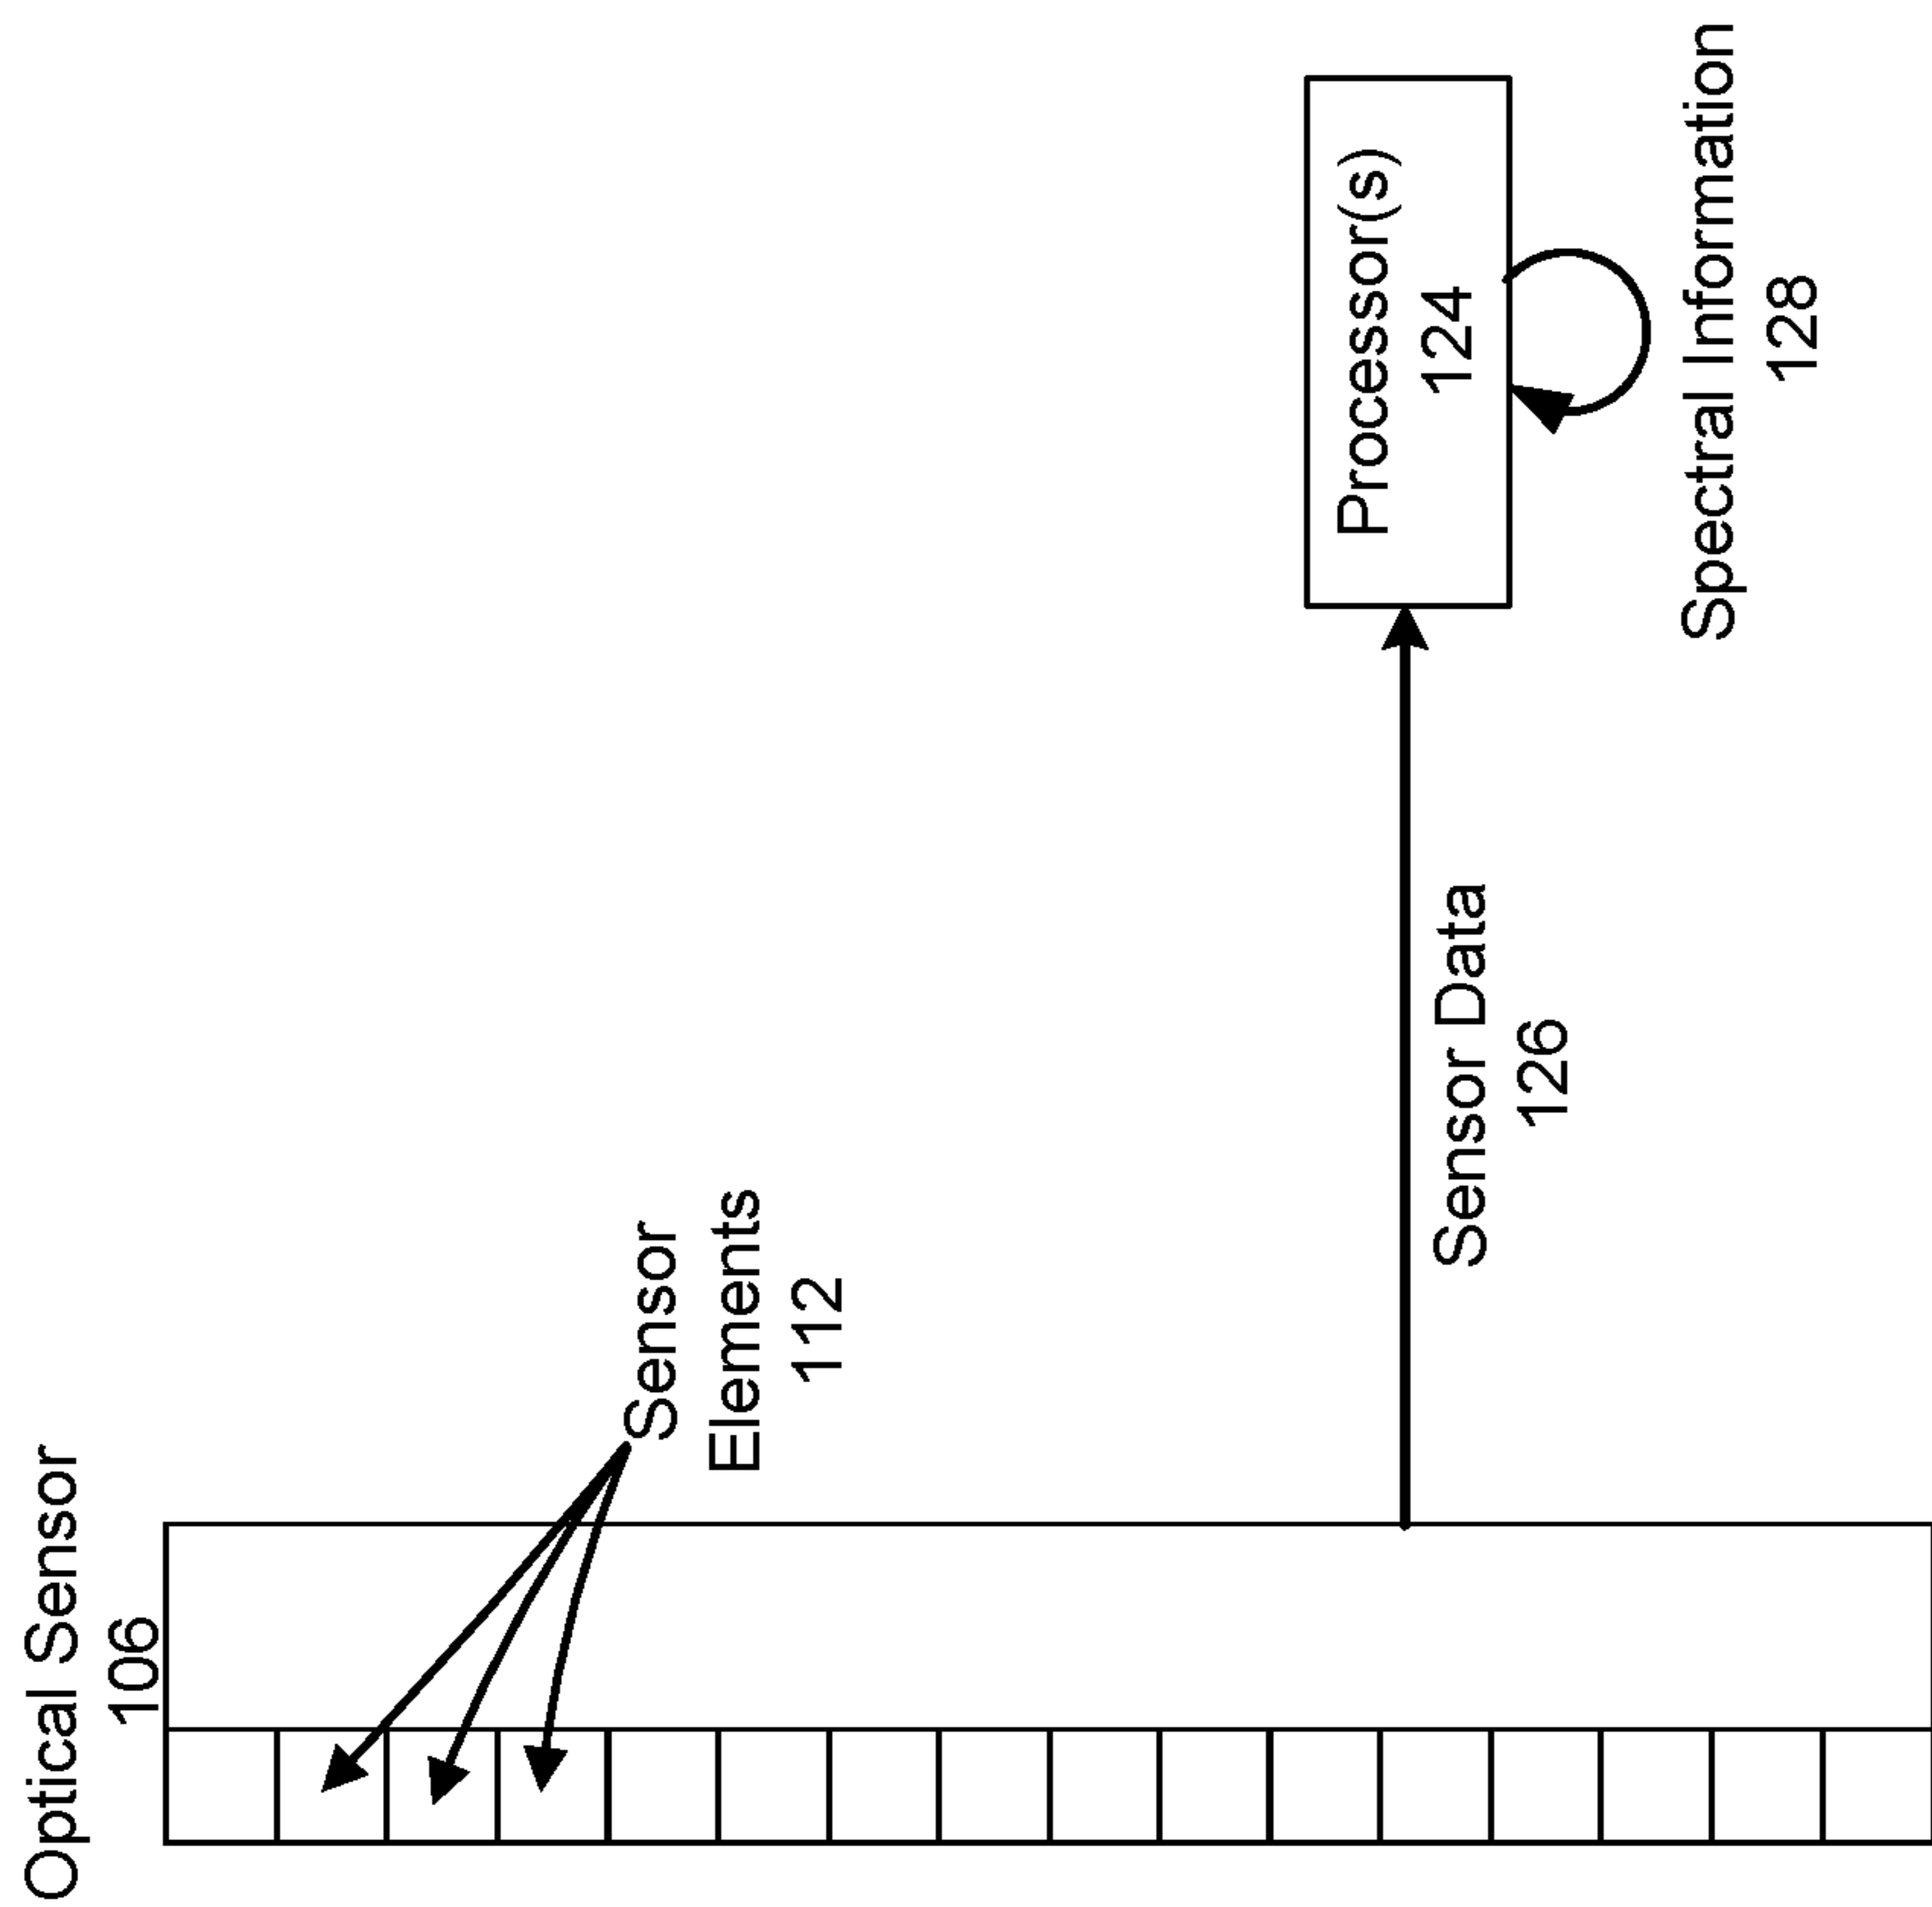 Optical Sensor
106
Sensor
Elements
112
Sensor Data
126
Processor(s)
124
Spectral Information
128